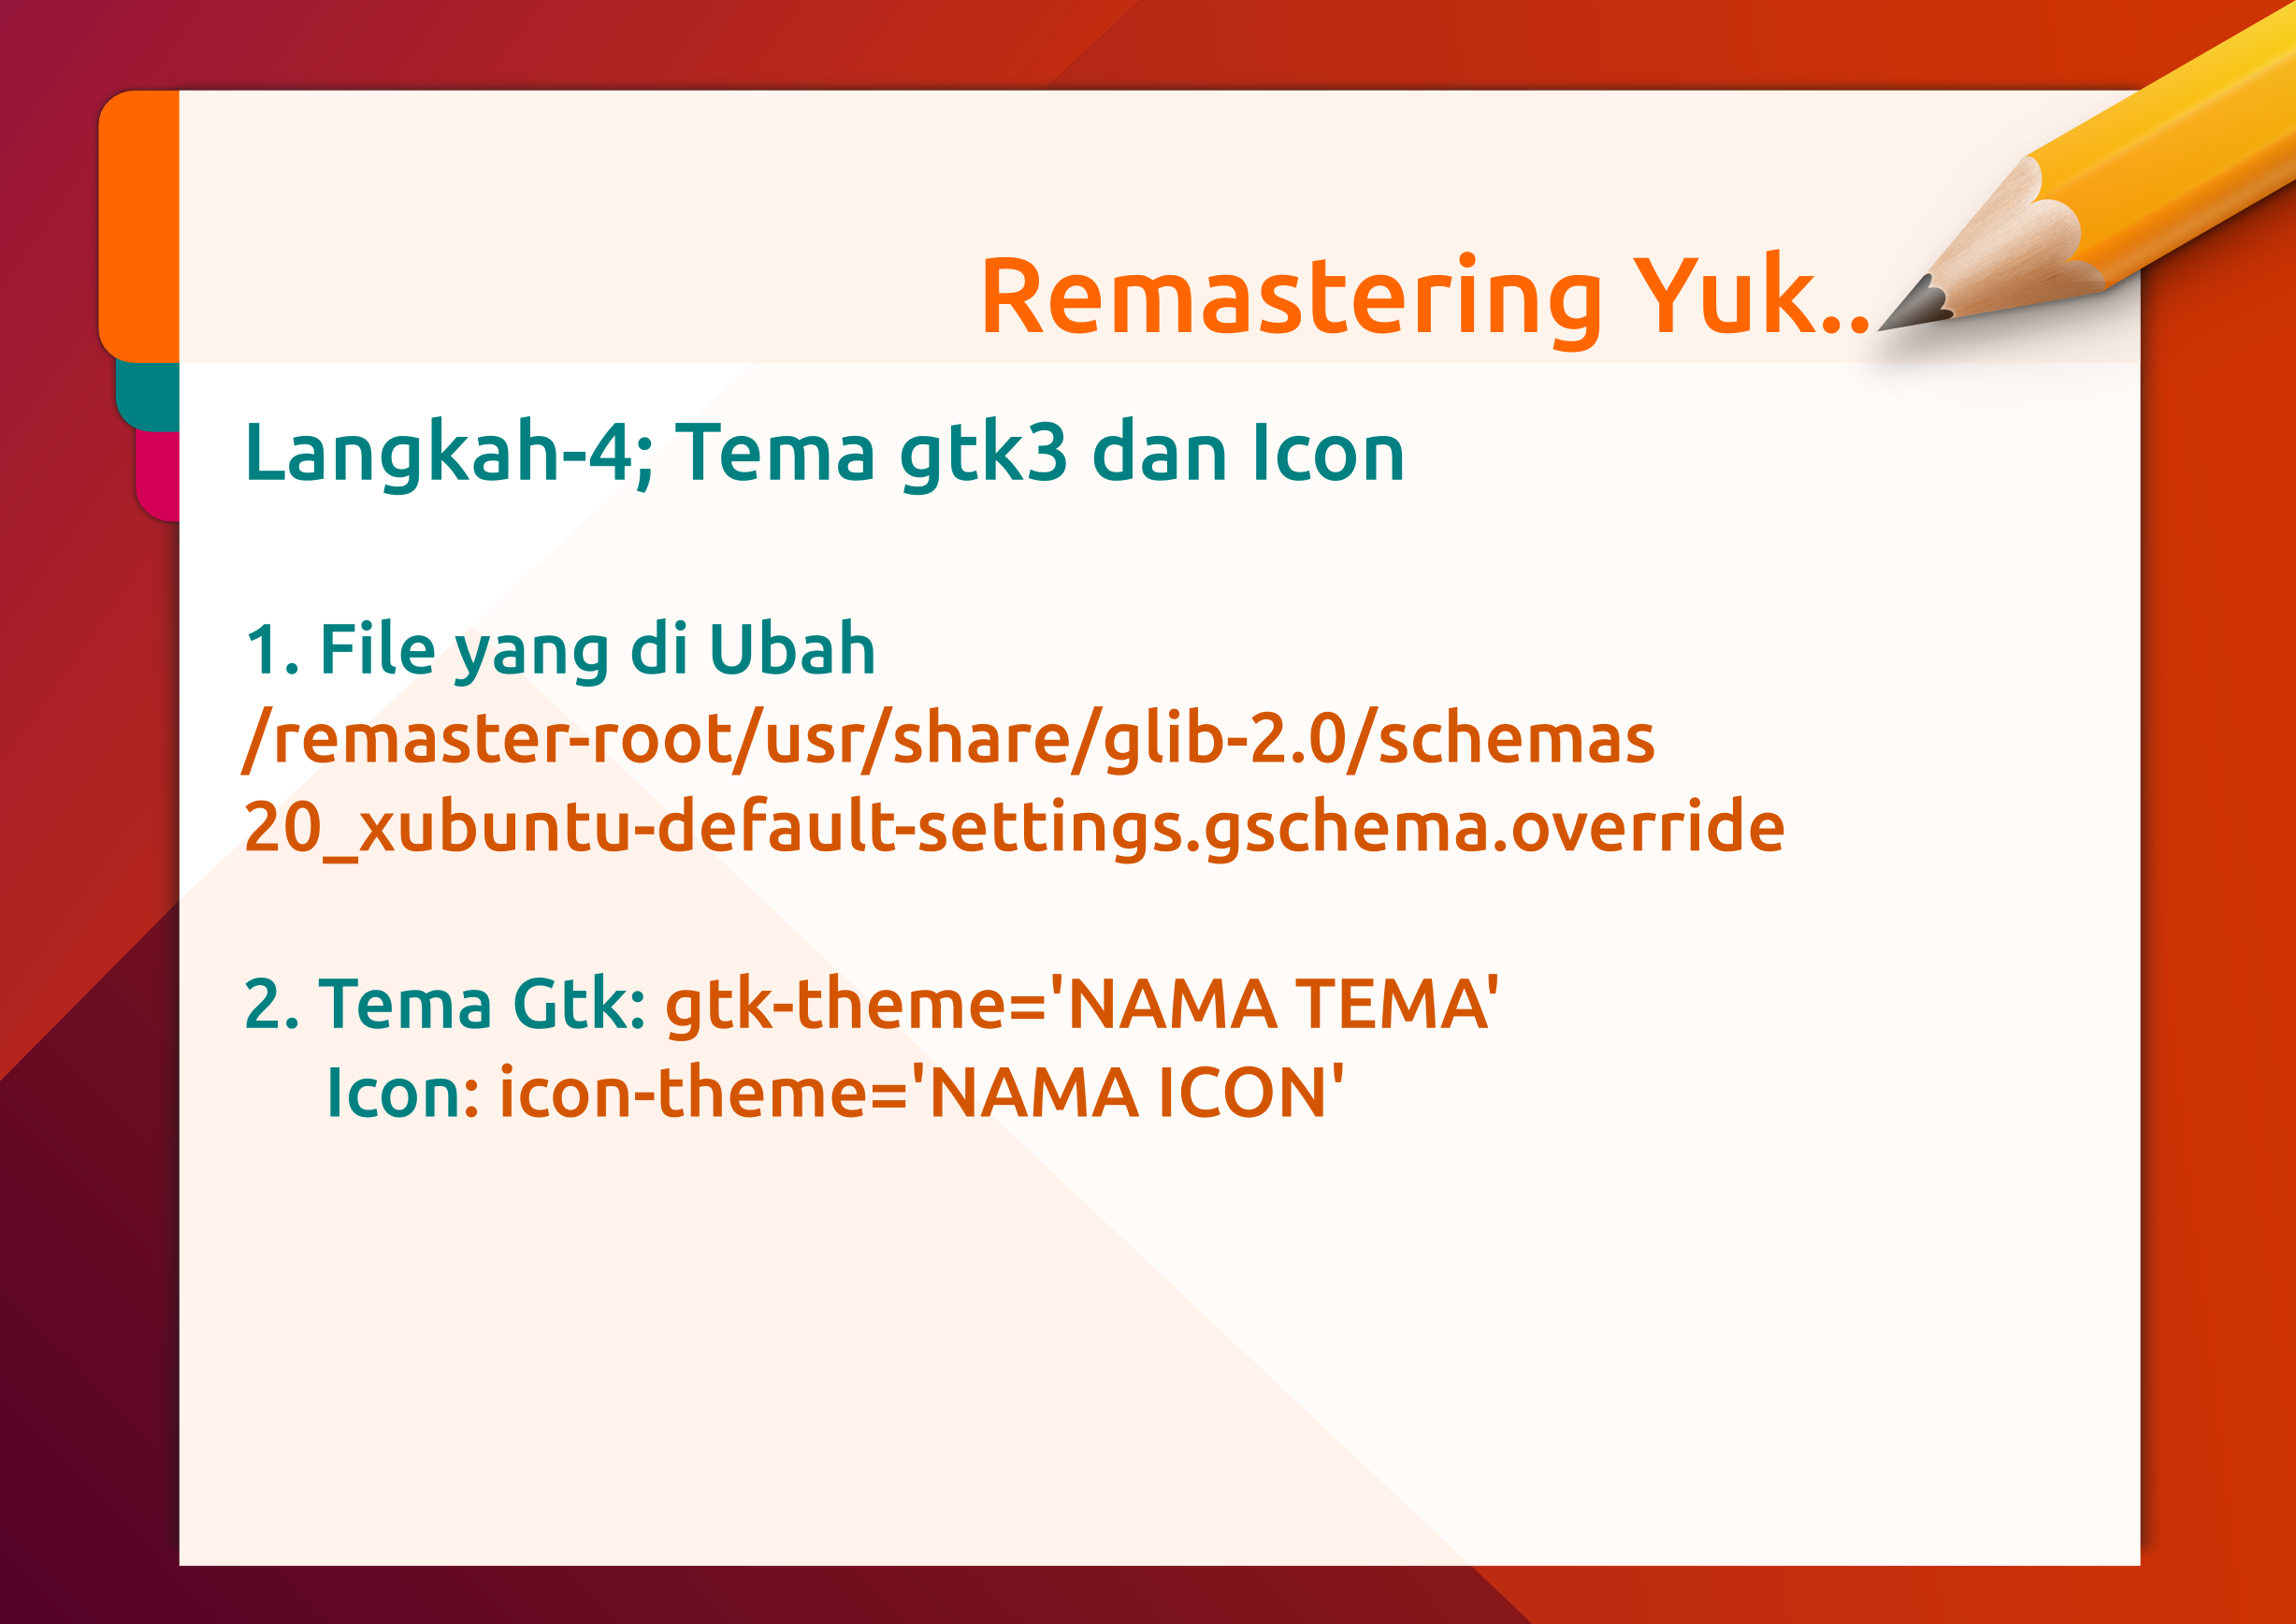 Remastering Yuk..
Langkah-4; Tema gtk3 dan Icon
1. File yang di Ubah
/remaster-root/usr/share/glib-2.0/schemas
20_xubuntu-default-settings.gschema.override
2. Tema Gtk: gtk-theme='NAMA TEMA'
Icon: icon-theme='NAMA ICON'